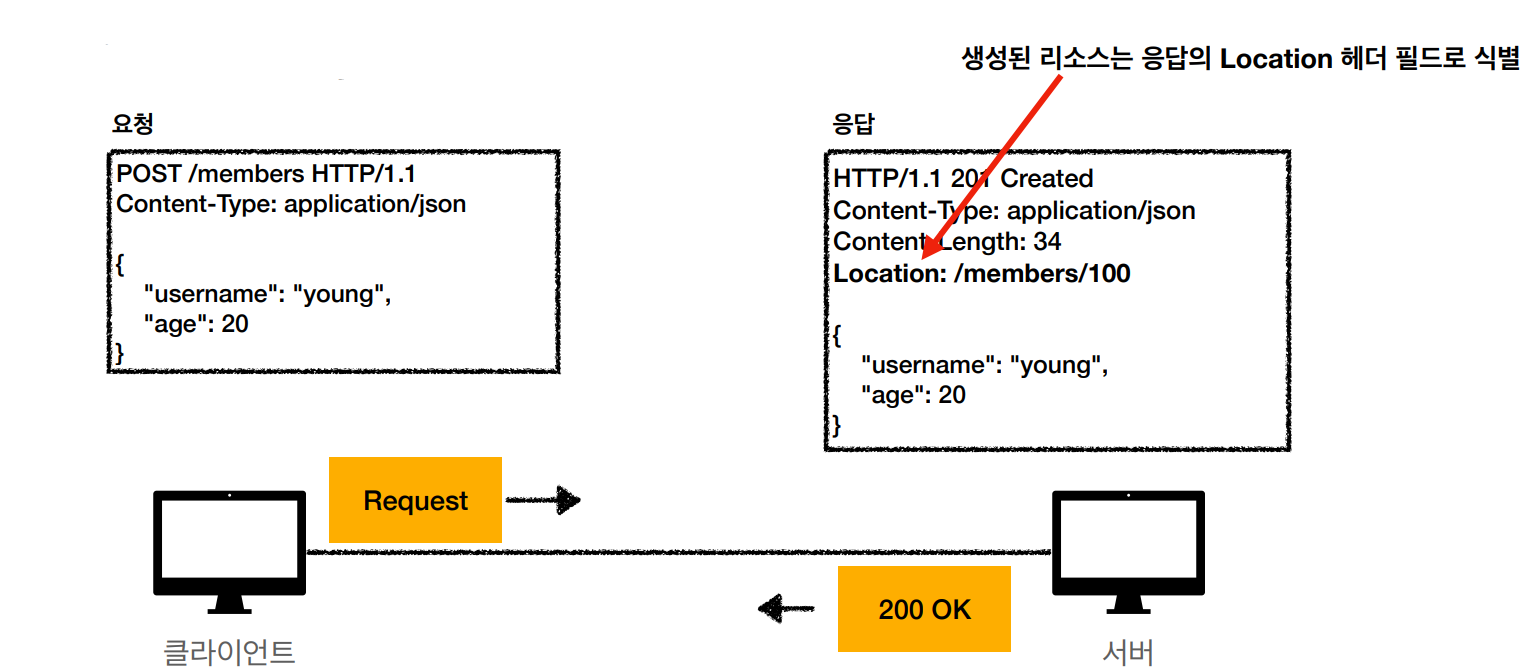 생성된 리소스는 응답의 Location 헤더 필드로 식별
요청
POST /members HTTP/1.1
Content-Type: application/json
{
"username": "young",
"age": 20
}
응답
HTTP/1.1 201 Created
Content-Type: application/json
Content-Length: 34
Location: /members/100
{
"username": "young",
"age": 20
}
Request
200 OK
클라이언트
서버